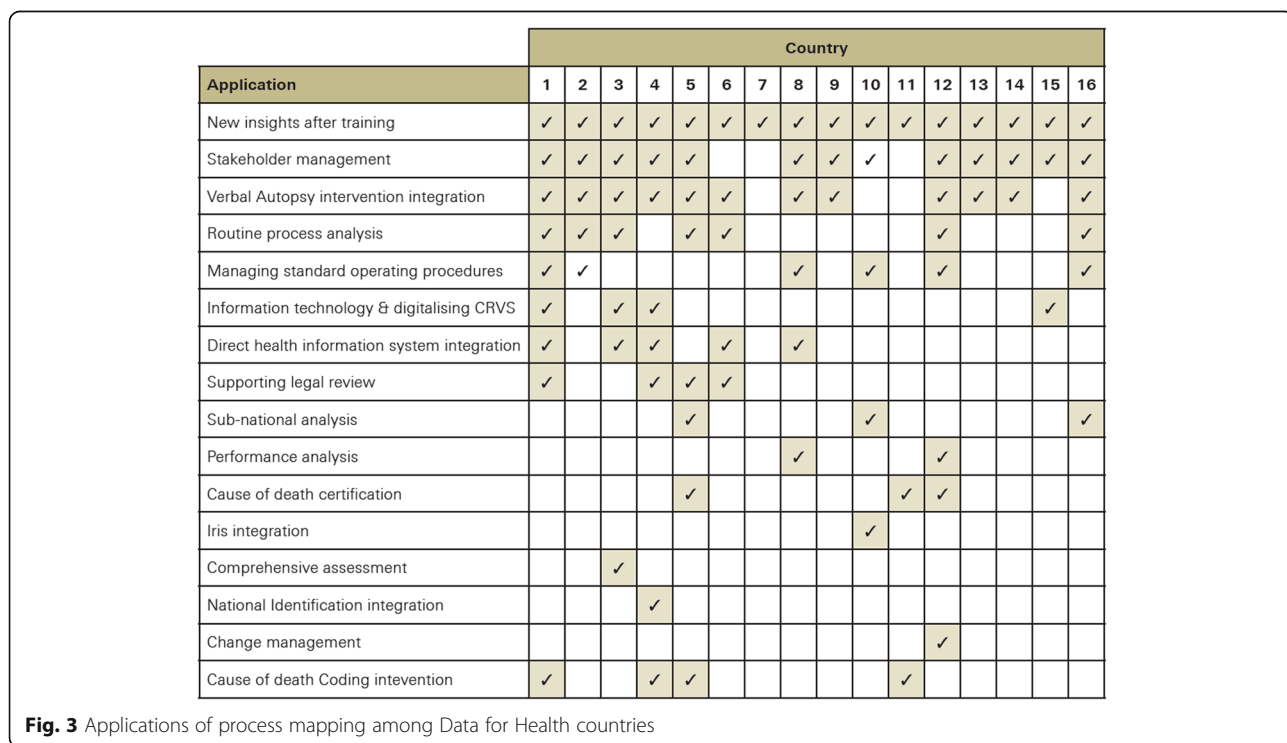 Country
Application 1 2 3 4 5 6 7 8 9 10 11 12 13 14 15 16
New insights after training ✓ ✓ ✓ ✓ ✓ ✓ ✓ ✓ ✓ ✓ ✓ ✓ ✓ ✓ ✓ ✓
Stakeholder management ✓ ✓ ✓ ✓ ✓ ✓ ✓ ✓ ✓ ✓ ✓ ✓ ✓
Verbal Autopsy intervention integration ✓ ✓ ✓ ✓ ✓ ✓ ✓ ✓ ✓ ✓ ✓ ✓
Routine process analysis ✓ ✓ ✓ ✓ ✓ ✓ ✓
Managing standard operating procedures ✓ ✓ ✓ ✓ ✓ ✓
Information technology & digitalising CRVS ✓ ✓ ✓ ✓
Direct health information system integration ✓ ✓ ✓ ✓ ✓
Supporting legal review ✓ ✓ ✓ ✓
Sub-national analysis ✓ ✓ ✓
Performance analysis ✓ ✓
Cause of death certification ✓ ✓ ✓
Iris integration ✓
Comprehensive assessment ✓
National Identification integration ✓
Change management ✓
Cause of death Coding intevention ✓ ✓ ✓ ✓
Fig. 3 Applications of process mapping among Data for Health countries